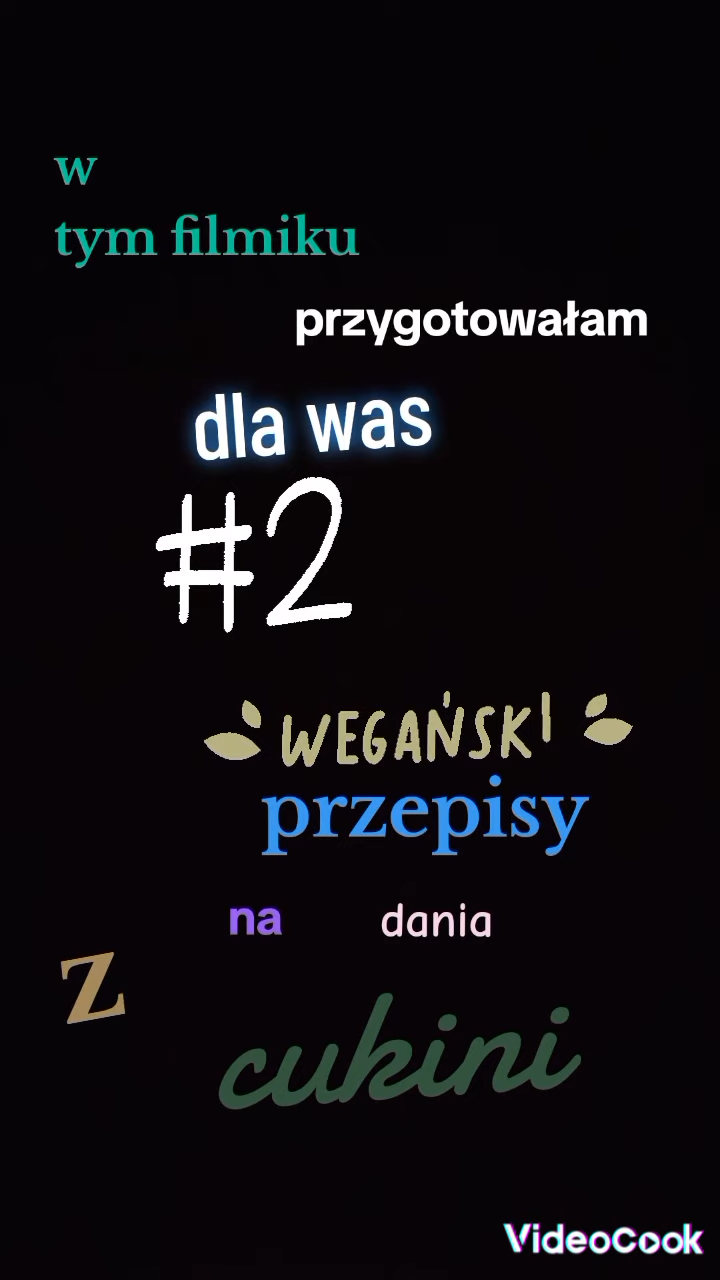 w
tym filmiku
przygotowałam
dla was
#2
WEGAŃSKI
przepisy
na dania
z
cukini
VideoCook